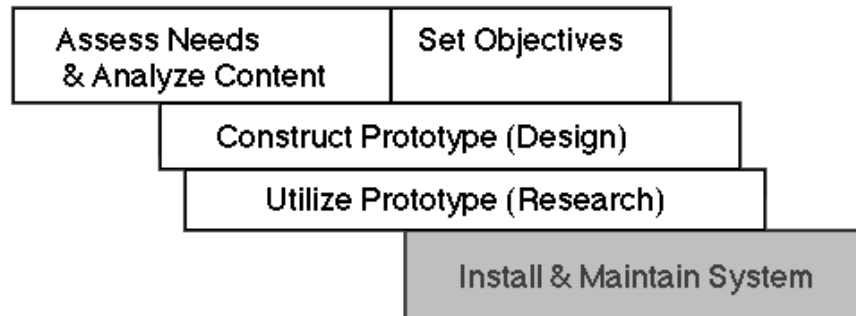 Assess Needs
& Analyze Content
Set Objectives
Construct Prototype (Design)
Utilize Prototype (Research)
Install & Maintain System